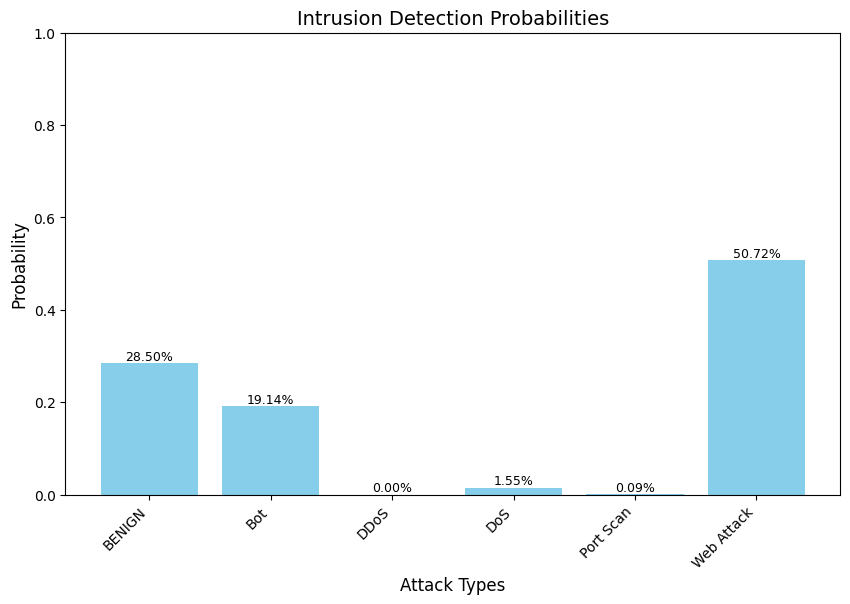 Intrusion Detection Probabilities
1.0
0.8
0.6
0.4
0.2
0.0
Probability
28.50%
19.14%
0.00%
1.55%
0.09%
50.72%
BENIGN
Bot
DDoS
DoS
Port Scan
Web Attack
Attack Types